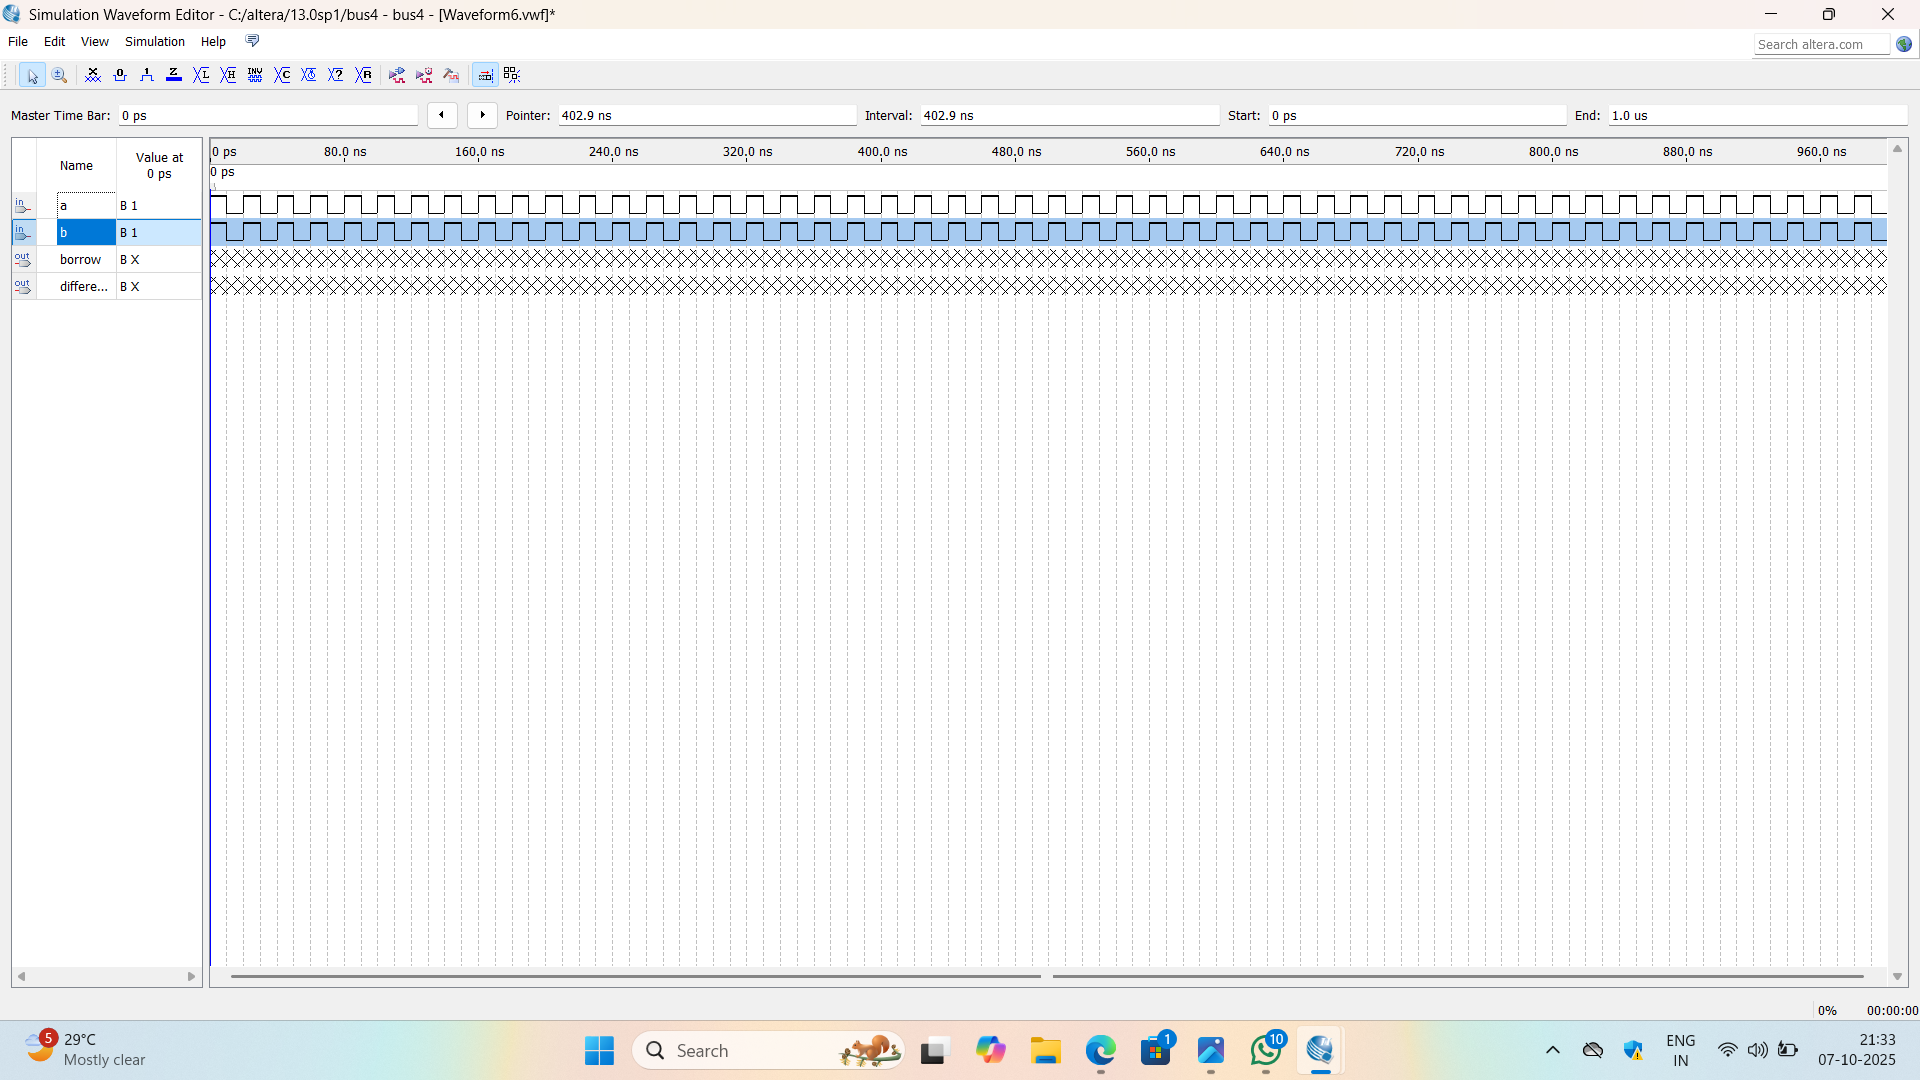 Simulation Waveform Editor - C:/altera/13.0sp1/bus4 - bus4 - [Waveform6.vwf]*
File Edit View Simulation Help
Search altera.com
Master Time Bar: 0 ps Pointer: 402.9 ns Interval: 402.9 ns Start: 0 ps End: 1.0 us
Name Value at 0 ps
0 ps 80.0 ns 160.0 ns 240.0 ns 320.0 ns 400.0 ns 480.0 ns 560.0 ns 640.0 ns 720.0 ns 800.0 ns 880.0 ns 960.0 ns
0 ps
in a B 1
in b B 1
out borrow B X
out differe... B X
0% 00:00:00
5 29°C
Mostly clear
Search
1
10
ENG
IN
21:33
07-10-2025